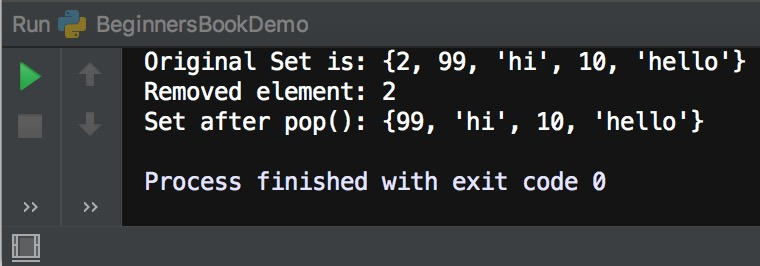 Run BeginnersBookDemo
Original Set is: {2, 99, 'hi', 10, 'hello'}
Removed element: 2
Set after pop(): {99, 'hi', 10, 'hello'}
Process finished with exit code 0